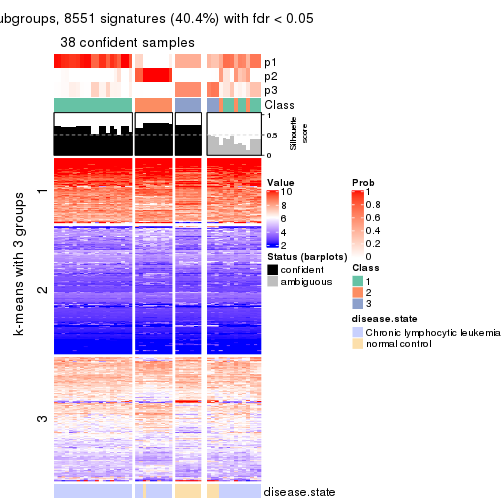 ubgroups, 8551 signatures (40.4%) with fdr < 0.05
38 confident samples
p1
p2
p3
Class
1
0.5
0
Silhouette
score
k-means with 3 groups
1
2
3
disease.state
Value
10
8
6
4
2
Status (barplots)
confident
ambiguous
Prob
1
0.8
0.6
0.4
0.2
0
Class
1
2
3
disease.state
Chronic lymphocytic leukemia
normal control